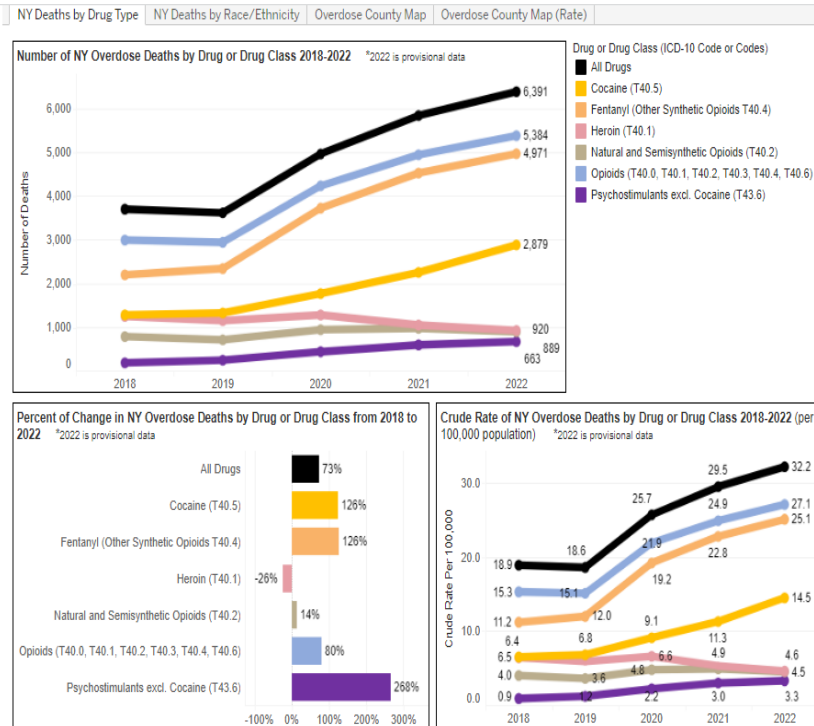 NY Deaths by Drug Type NY Deaths by Race/Ethnicity Overdose County Map Overdose County Map (Rate)
Number of NY Overdose Deaths by Drug or Drug Class 2018-2022 *2022 is provisional data
Number of Deaths
6,000
5,000
4,000
3,000
2,000
1,000
0
6,391
5,384
4,971
2,879
920
889
663
2018 2019 2020 2021 2022
Drug or Drug Class (ICD-10 Code or Codes)
All Drugs
Cocaine (T40.5)
Fentanyl (Other Synthetic Opioids T40.4)
Heroin (T40.1)
Natural and Semisynthetic Opioids (T40.2)
Opioids (T40.0, T40.1, T40.2, T40.3, T40.4, T40.6)
Psychostimulants excl. Cocaine (T43.6)
Percent of Change in NY Overdose Deaths by Drug or Drug Class from 2018 to
2022 *2022 is provisional data
All Drugs 73%
Cocaine (T40.5) 126%
Fentanyl (Other Synthetic Opioids T40.4) 126%
Heroin (T40.1) -26%
Natural and Semisynthetic Opioids (T40.2) 14%
Opioids (T40.0, T40.1, T40.2, T40.3, T40.4, T40.6) 80%
Psychostimulants excl. Cocaine (T43.6) 268%
-100% 0% 100% 200% 300%
Crude Rate of NY Overdose Deaths by Drug or Drug Class 2018-2022 (per
100,000 population) *2022 is provisional data
Crude Rate Per 100,000
30.0
20.0
10.0
0.0
18.9 18.6 25.7 29.5 32.2
15.3 15.1 21.9 24.9 27.1
11.2 12.0 19.2 22.8 25.1
6.4 6.8 9.1 11.3 14.5
6.5 6.6 4.9 4.6
4.0 3.6 4.8 4.5
0.9 1.2 2.2 3.0 3.3
2018 2019 2020 2021 2022